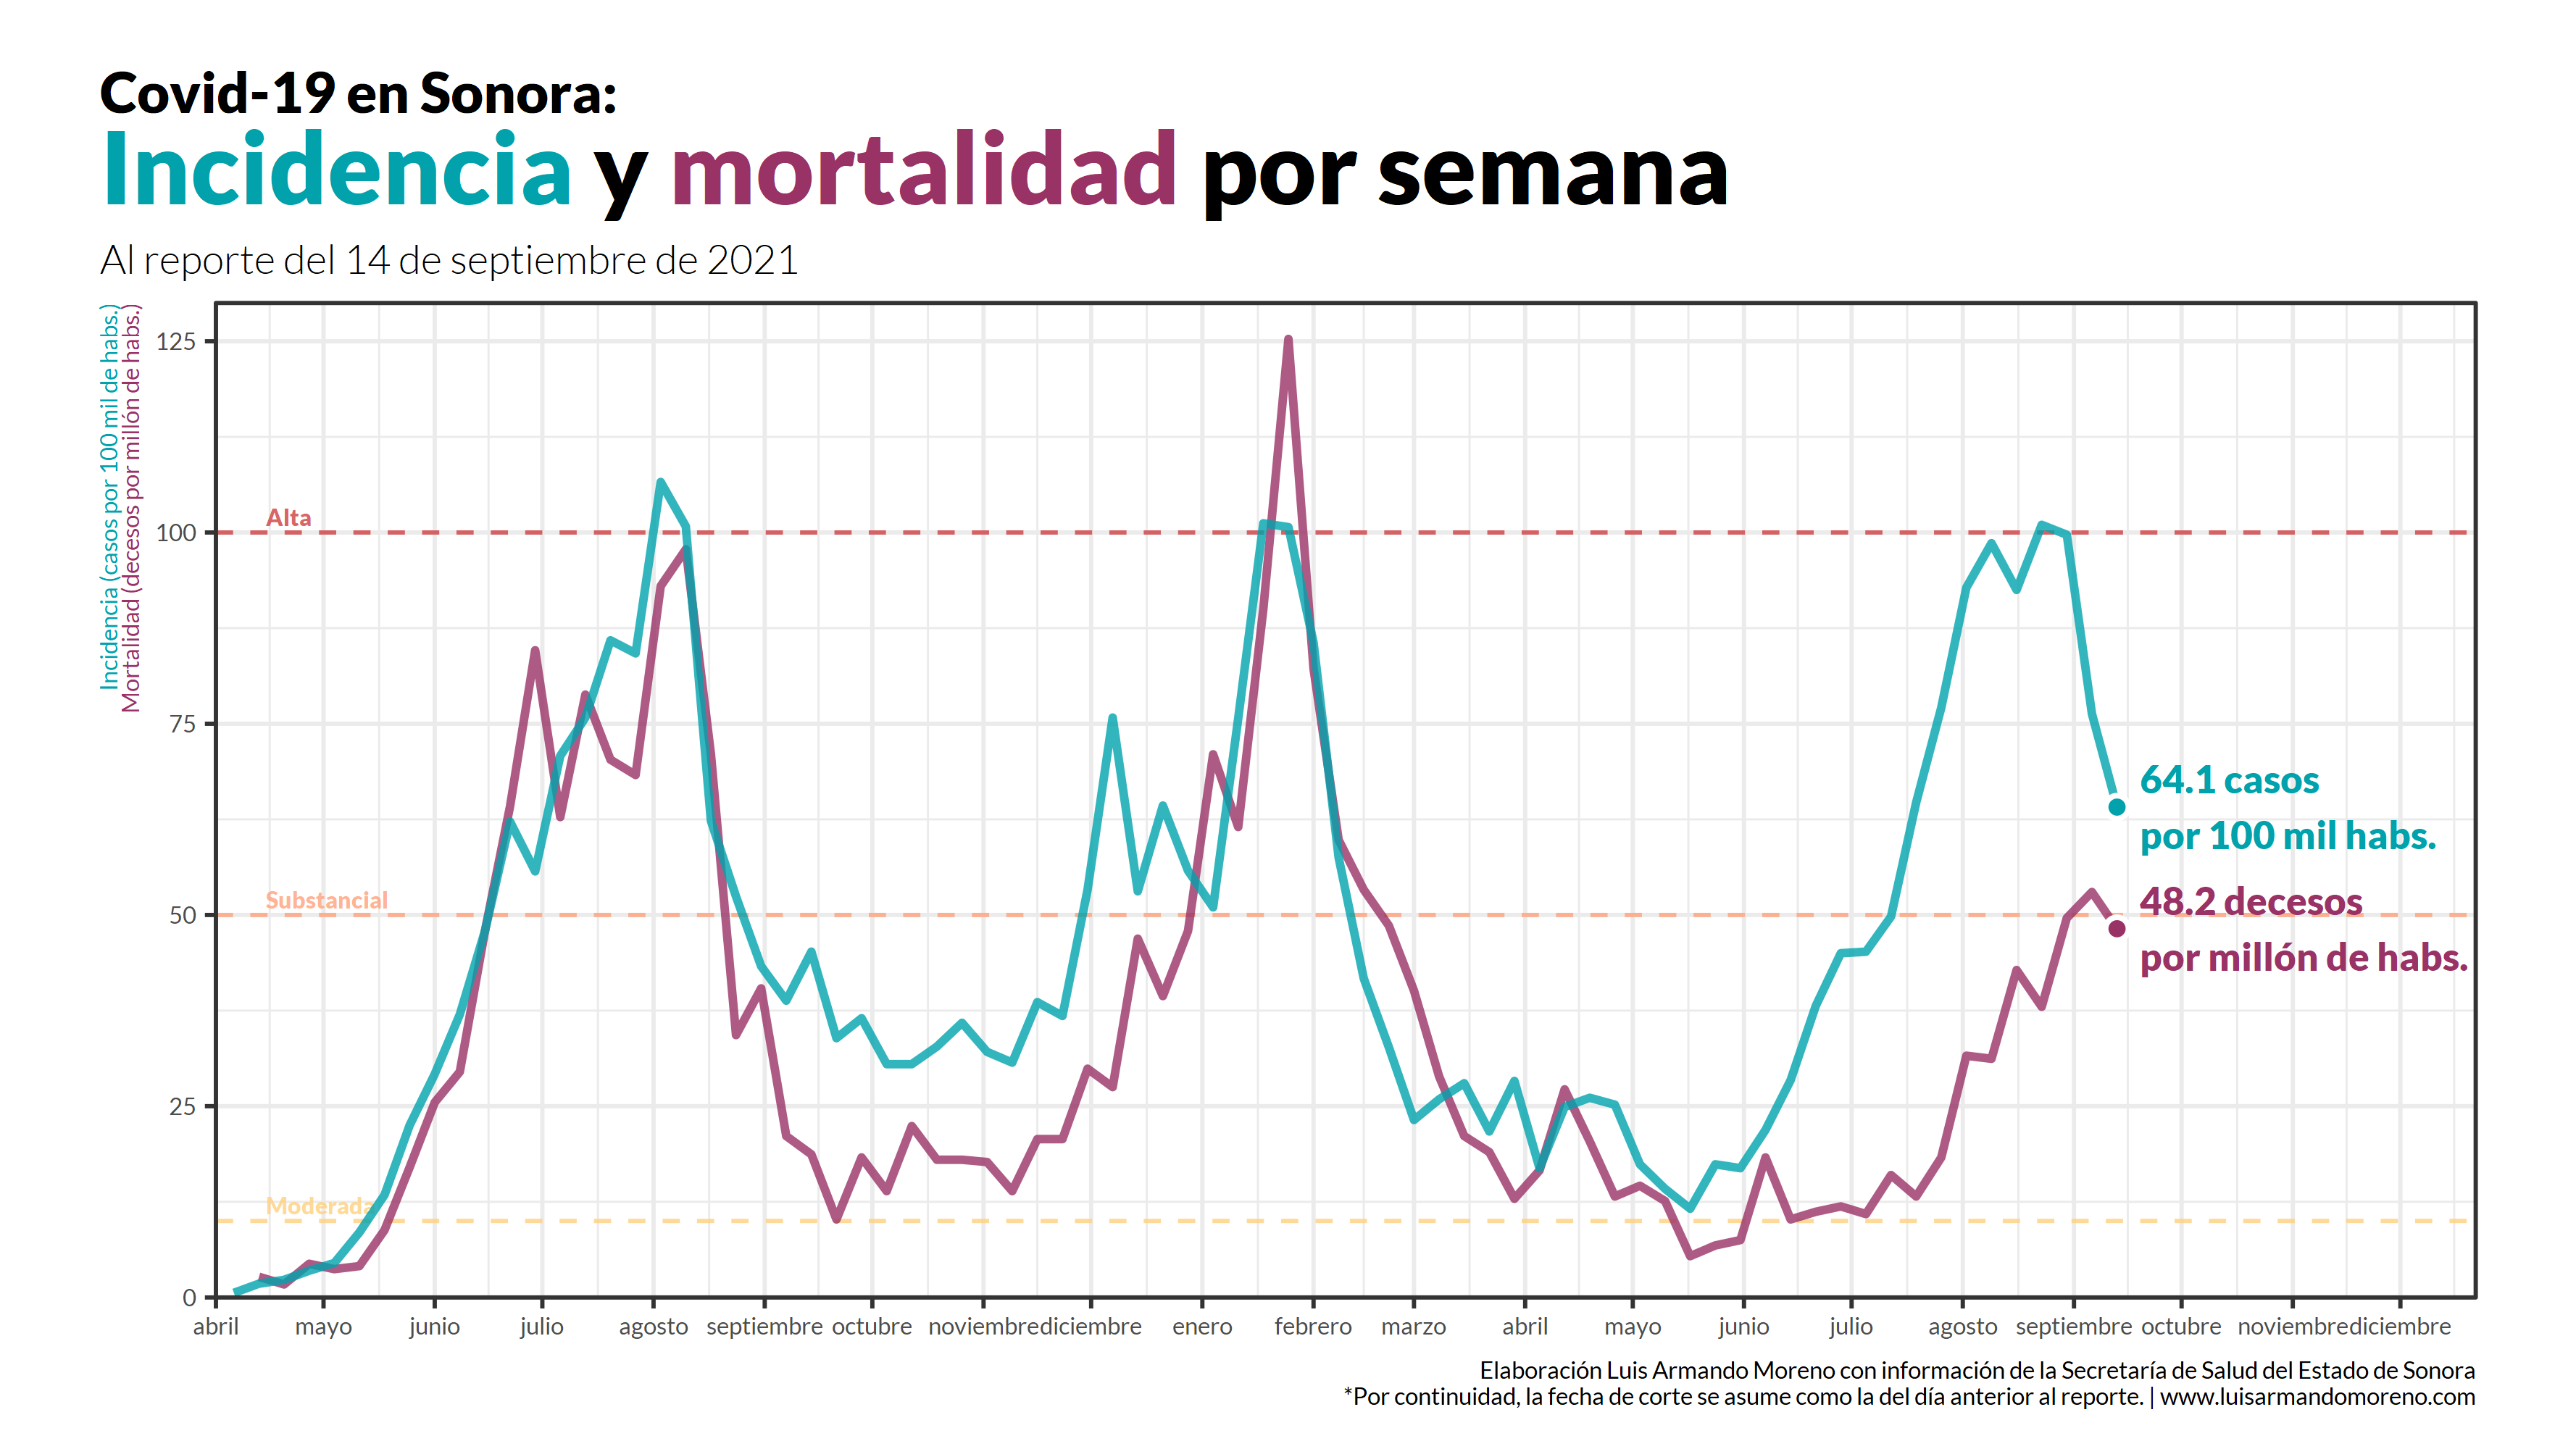 Covid-19 en Sonora:
Incidencia y mortalidad por semana
Al reporte del 14 de septiembre de 2021
Incidencia (casos por 100 mil de habs.)
Mortalidad (decesos por millón de habs.)
125
100
75
50
25
0
Alta
Substancial
Moderada
64.1 casos
por 100 mil habs.
48.2 decesos
por millón de habs.
abril mayo junio julio agosto septiembre octubre noviembre diciembre enero febrero marzo abril mayo junio julio agosto septiembre octubre noviembre diciembre
Elaboración Luis Armando Moreno con información de la Secretaría de Salud del Estado de Sonora
*Por continuidad, la fecha de corte se asume como la del día anterior al reporte. | www.luisarmandomoreno.com